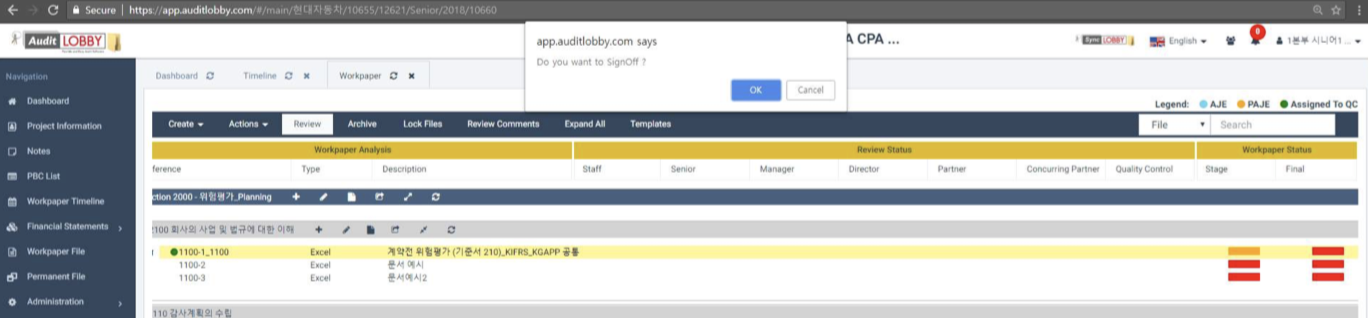 Secure | https://app.auditlobby.com/#/main/현대자동차/10655/12621/Senior/2018/10660
Audit LOBBY
app.auditlobby.com says
Do you want to SignOff ?
OK Cancel
A CPA ...
Sync LOBBY English 0 1본부 시니어1 ...
Navigation
Dashboard
Project Information
Notes
PBC List
Workpaper Timeline
Financial Statements
Workpaper File
Permanent File
Administration
Dashboard Timeline Workpaper
Legend: AJE PAJE Assigned To QC
Create Actions Review Archive Lock Files Review Comments Expand All Templates File Search
Workpaper Analysis Review Status Workpaper Status
ference Type Description Staff Senior Manager Director Partner Concurring Partner Quality Control Stage Final
ction 2000 - 위험평가_Planning
2100 회사의 사업 및 법규에 대한 이해
1100-1_1100 Excel 계약전 위험평가 (기준서 210)_KIFRS_KGAPP 공통
1100-2 Excel 문서 예시
1100-3 Excel 문서예시2
110 감사계획의 수립